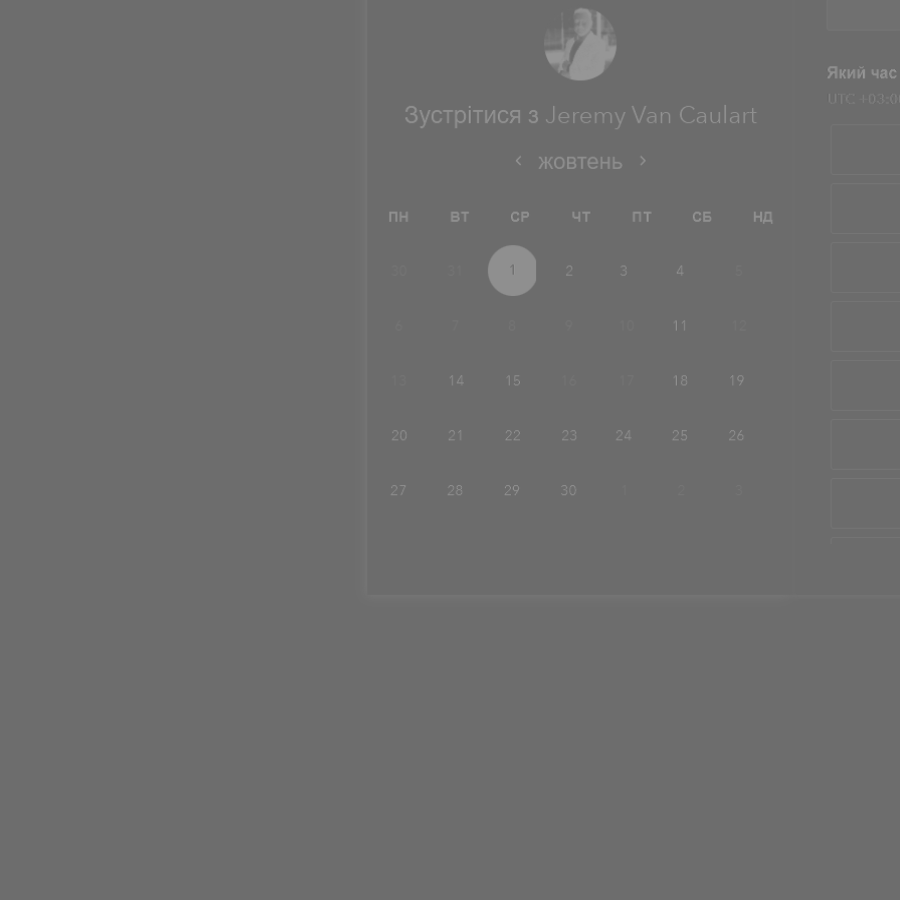 Зустрітися з Jeremy Van Caulart
жовтень
ПН ВТ СР ЧТ ПТ СБ НД
30 31 1 2 3 4 5
6 7 8 9 10 11 12
13 14 15 16 17 18 19
20 21 22 23 24 25 26
27 28 29 30 1 2 3
Який час
UTC +03:0